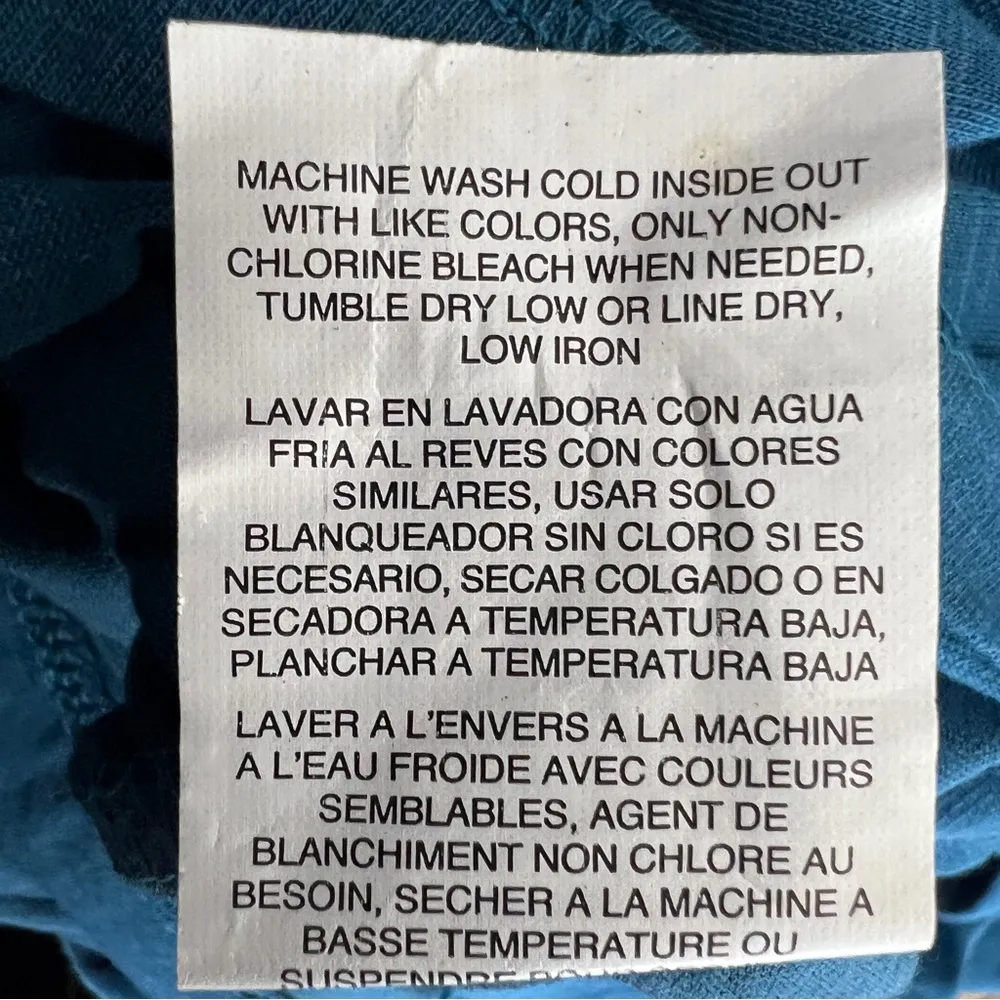 MACHINE WASH COLD INSIDE OUT
WITH LIKE COLORS, ONLY NON-
CHLORINE BLEACH WHEN NEEDED,
TUMBLE DRY LOW OR LINE DRY,
LOW IRON
LAVAR EN LAVADORA CON AGUA
FRIA AL REVES CON COLORES
SIMILARES, USAR SOLO
BLANQUEADOR SIN CLORO SI ES
NECESARIO, SECAR COLGADO O EN
SECADORA A TEMPERATURA BAJA,
PLANCHAR A TEMPERATURA BAJA
LAVER A L'ENVERS A LA MACHINE
A L'EAU FROIDE AVEC COULEURS
SEMBLABLES, AGENT DE
BLANCHIMENT NON CHLORE AU
BESOIN, SECHER A LA MACHINE A
BASSE TEMPERATURE OU
SUSPENDRE